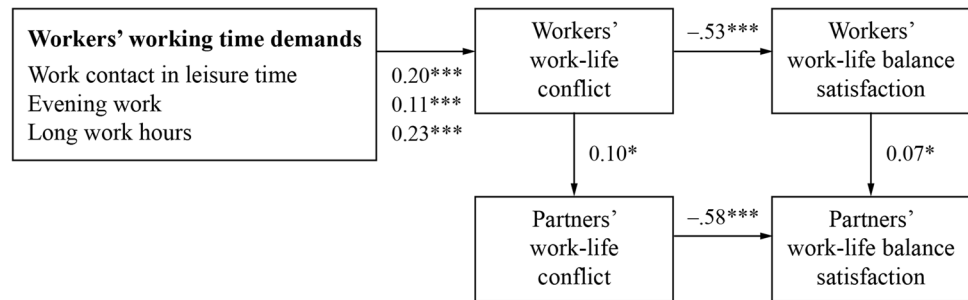 Workers’ working time demands
Work contact in leisure time
Evening work
Long work hours
0.20***
0.11***
0.23***
Workers’
work-life
conflict
–.53***
Workers’
work-life balance
satisfaction
0.10*
0.07*
Partners’
work-life
conflict
–.58***
Partners’
work-life balance
satisfaction